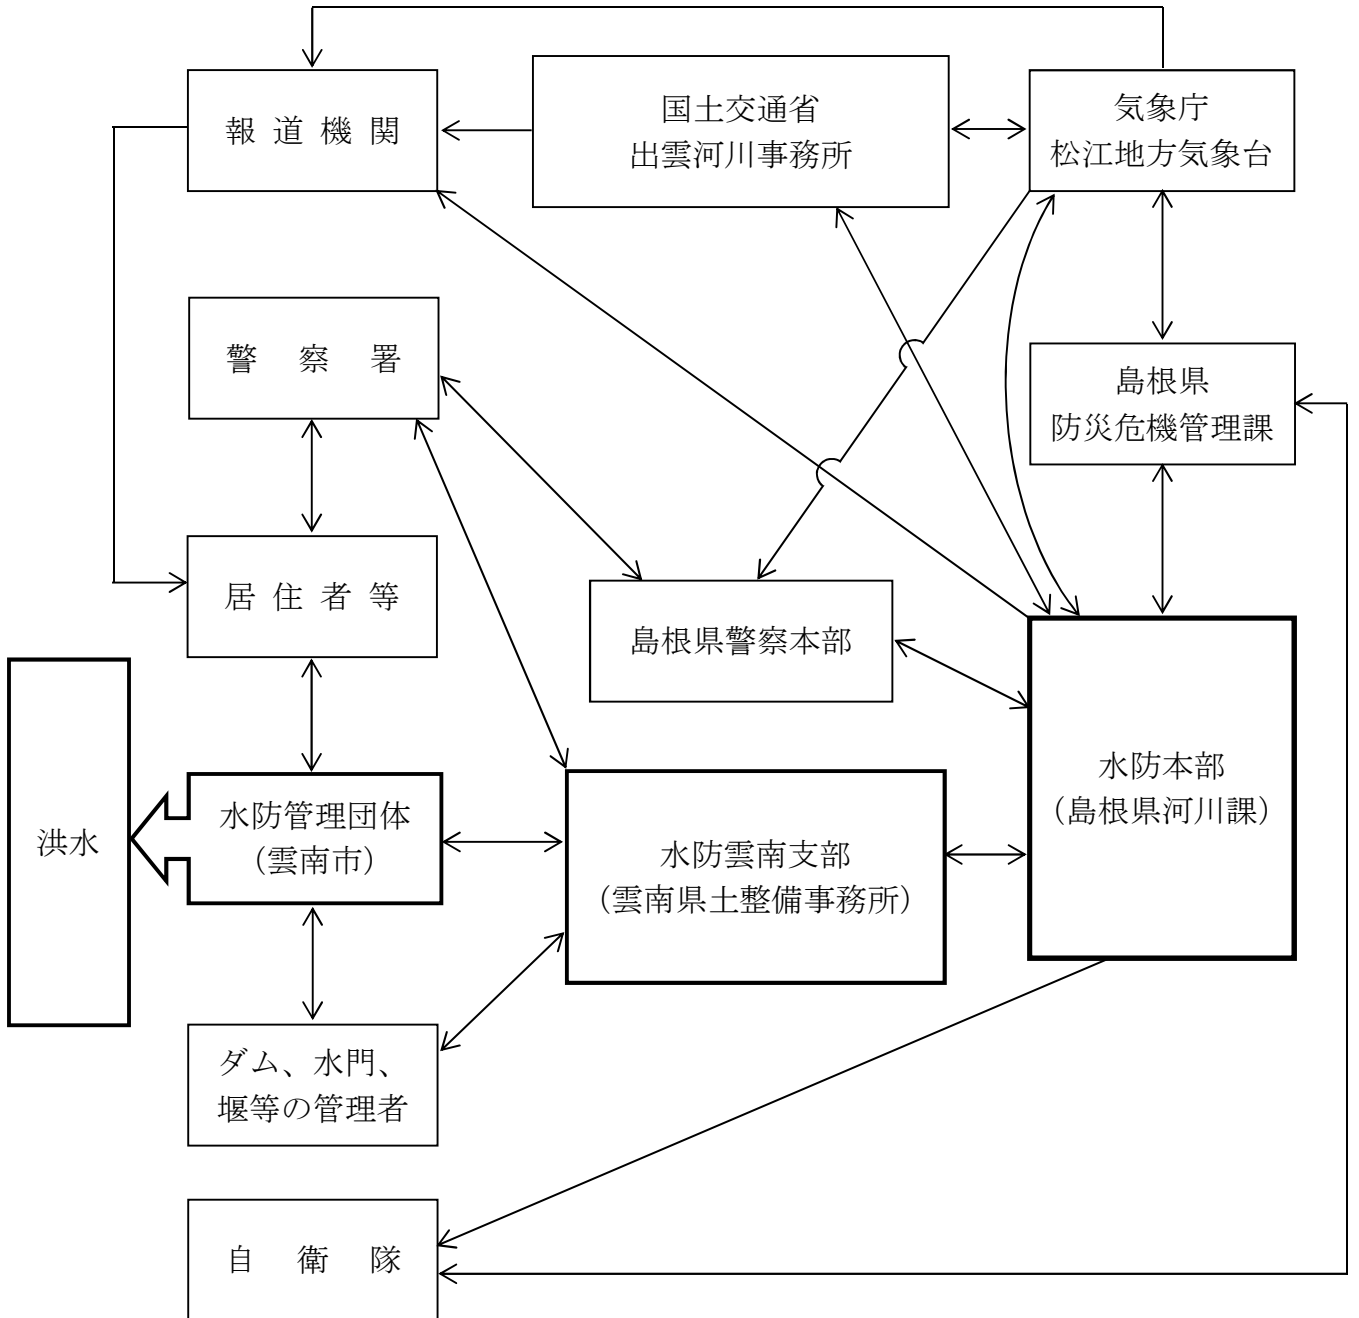 報道機関
国土交通省
出雲河川事務所
気象庁
松江地方気象台
警察署
島根県
防災危機管理課
居住者等
島根県警察本部
水防本部
（島根県河川課）
洪水
水防管理団体
（雲南市）
水防雲南支部
（雲南県土整備事務所）
ダム、水門、
堰等の管理者
自衛隊